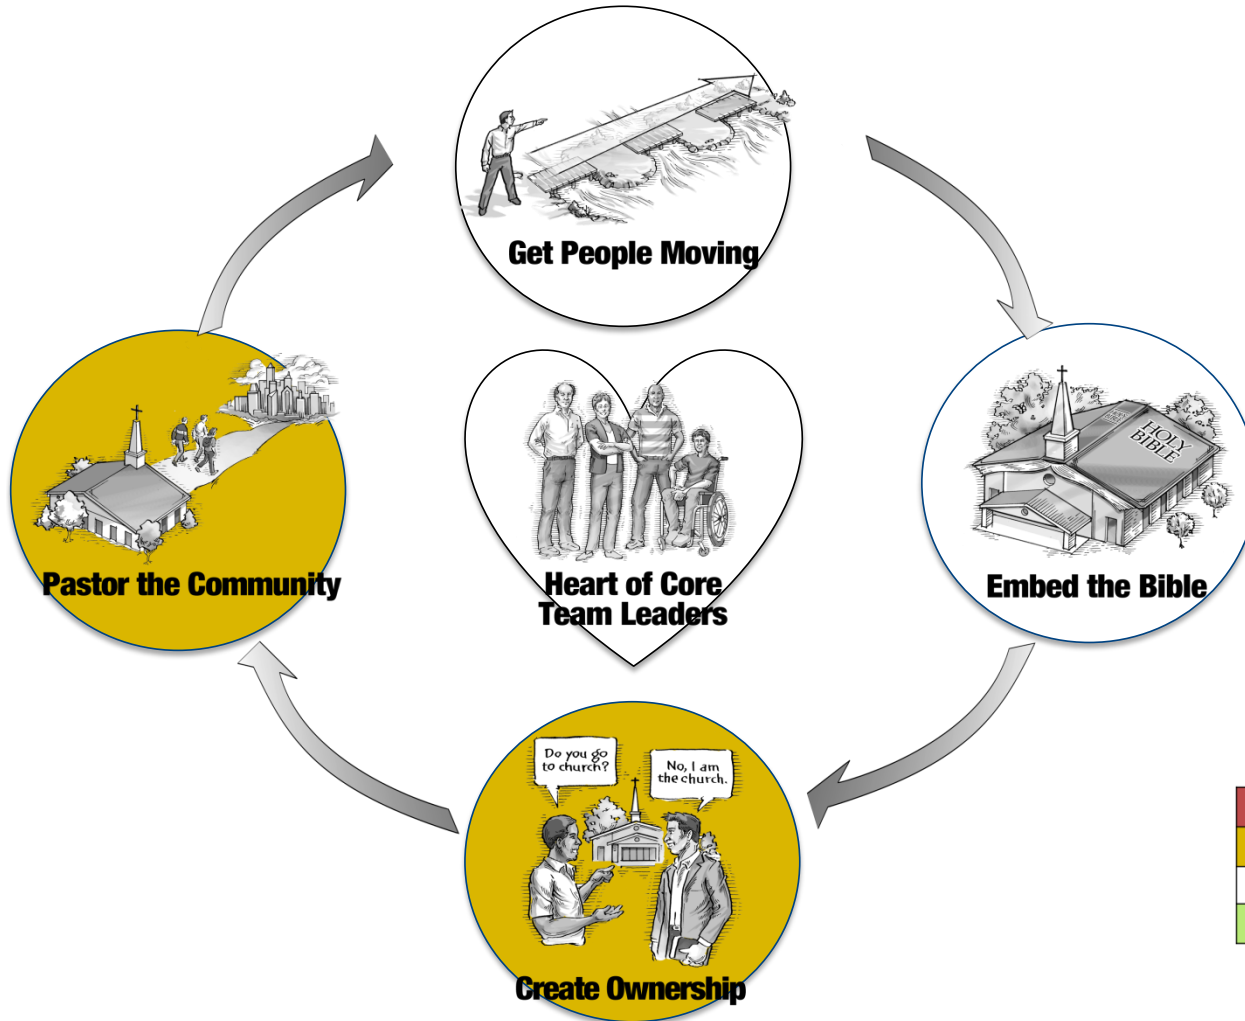 Get People Moving
Pastor the Community
Heart of Core
Team Leaders
HOLY
BIBLE
Embed the Bible
Do you go
to church?
No, I am
the church.
Create Ownership